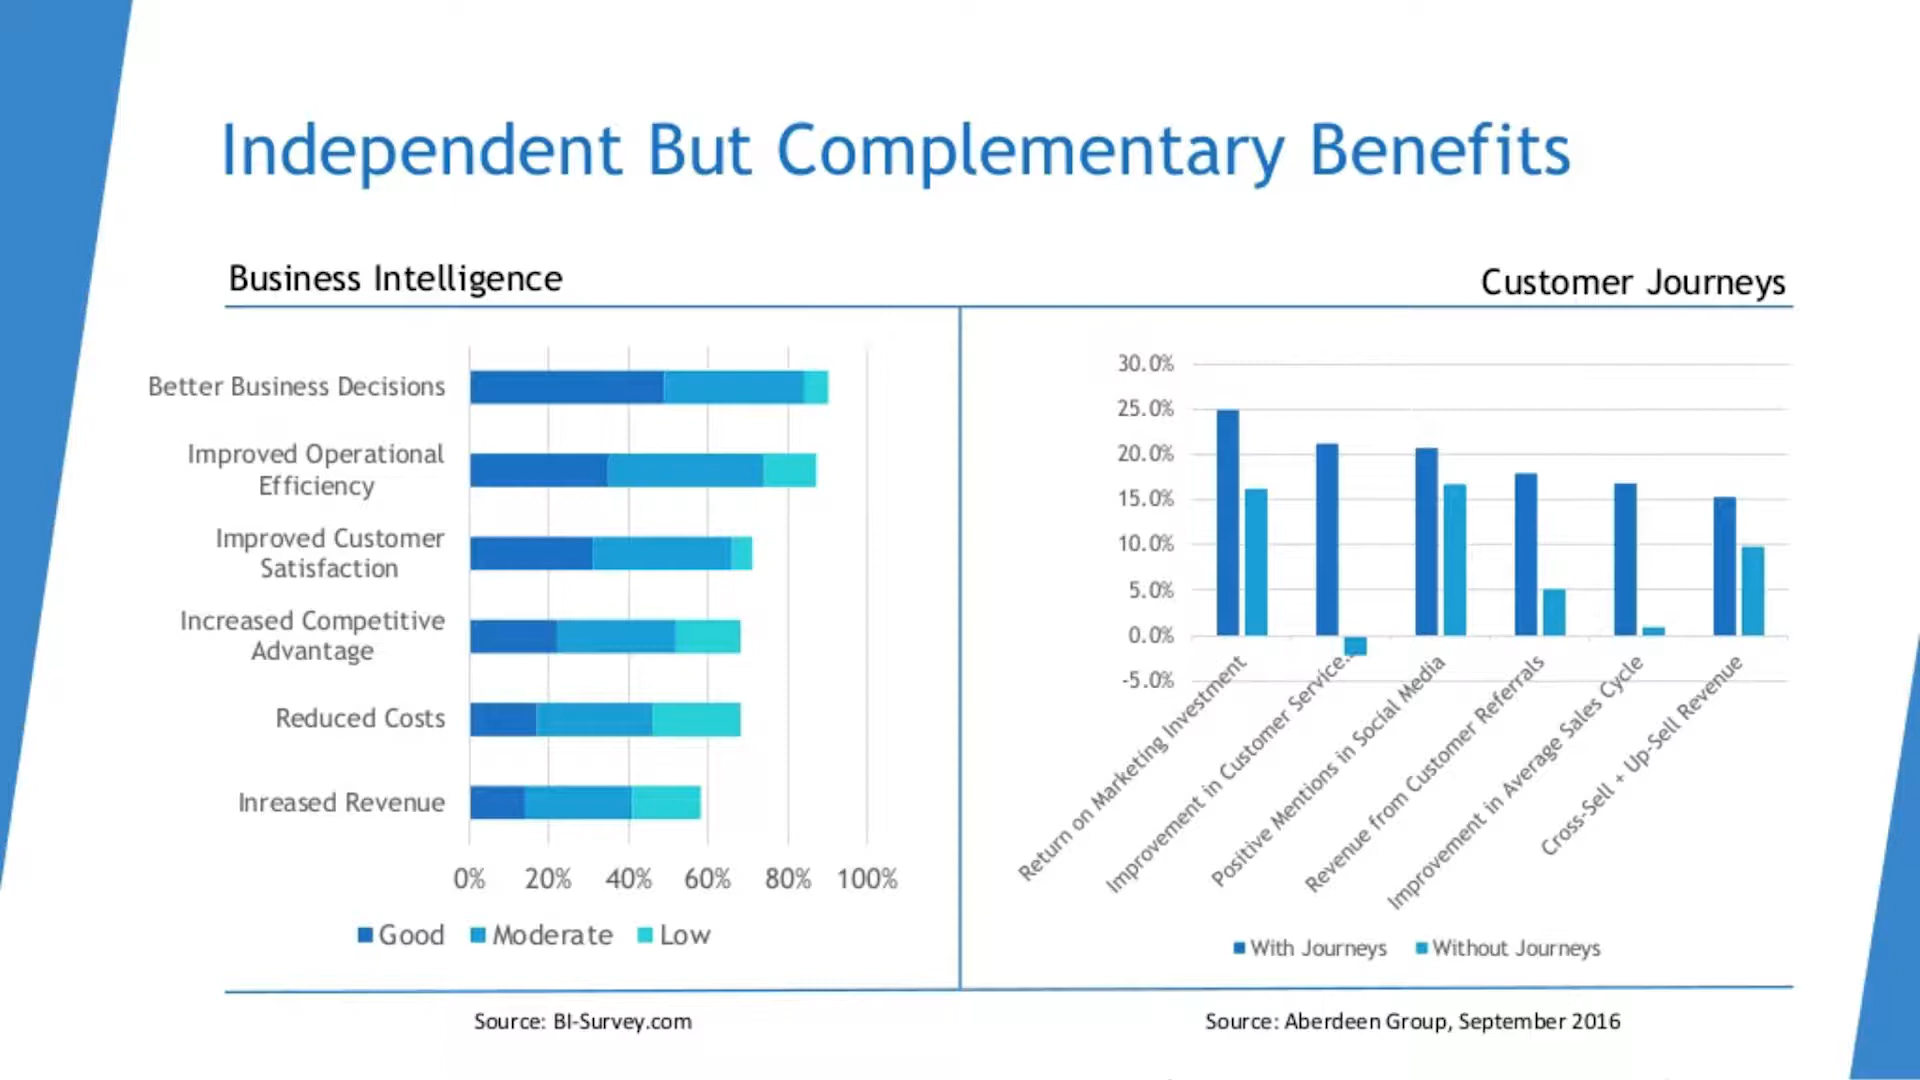 Independent But Complementary Benefits
Business Intelligence
Better Business Decisions
Improved Operational
Efficiency
Improved Customer
Satisfaction
Increased Competitive
Advantage
Reduced Costs
Inreased Revenue
0% 20% 40% 60% 80% 100%
Good Moderate Low
Source: BI-Survey.com
Customer Journeys
30.0%
25.0%
20.0%
15.0%
10.0%
5.0%
0.0%
-5.0%
Return on Marketing Investment
Improvement in Customer Service…
Positive Mentions in Social Media
Revenue from Customer Referrals
Improvement in Average Sales Cycle
Cross-Sell + Up-Sell Revenue
With Journeys Without Journeys
Source: Aberdeen Group, September 2016